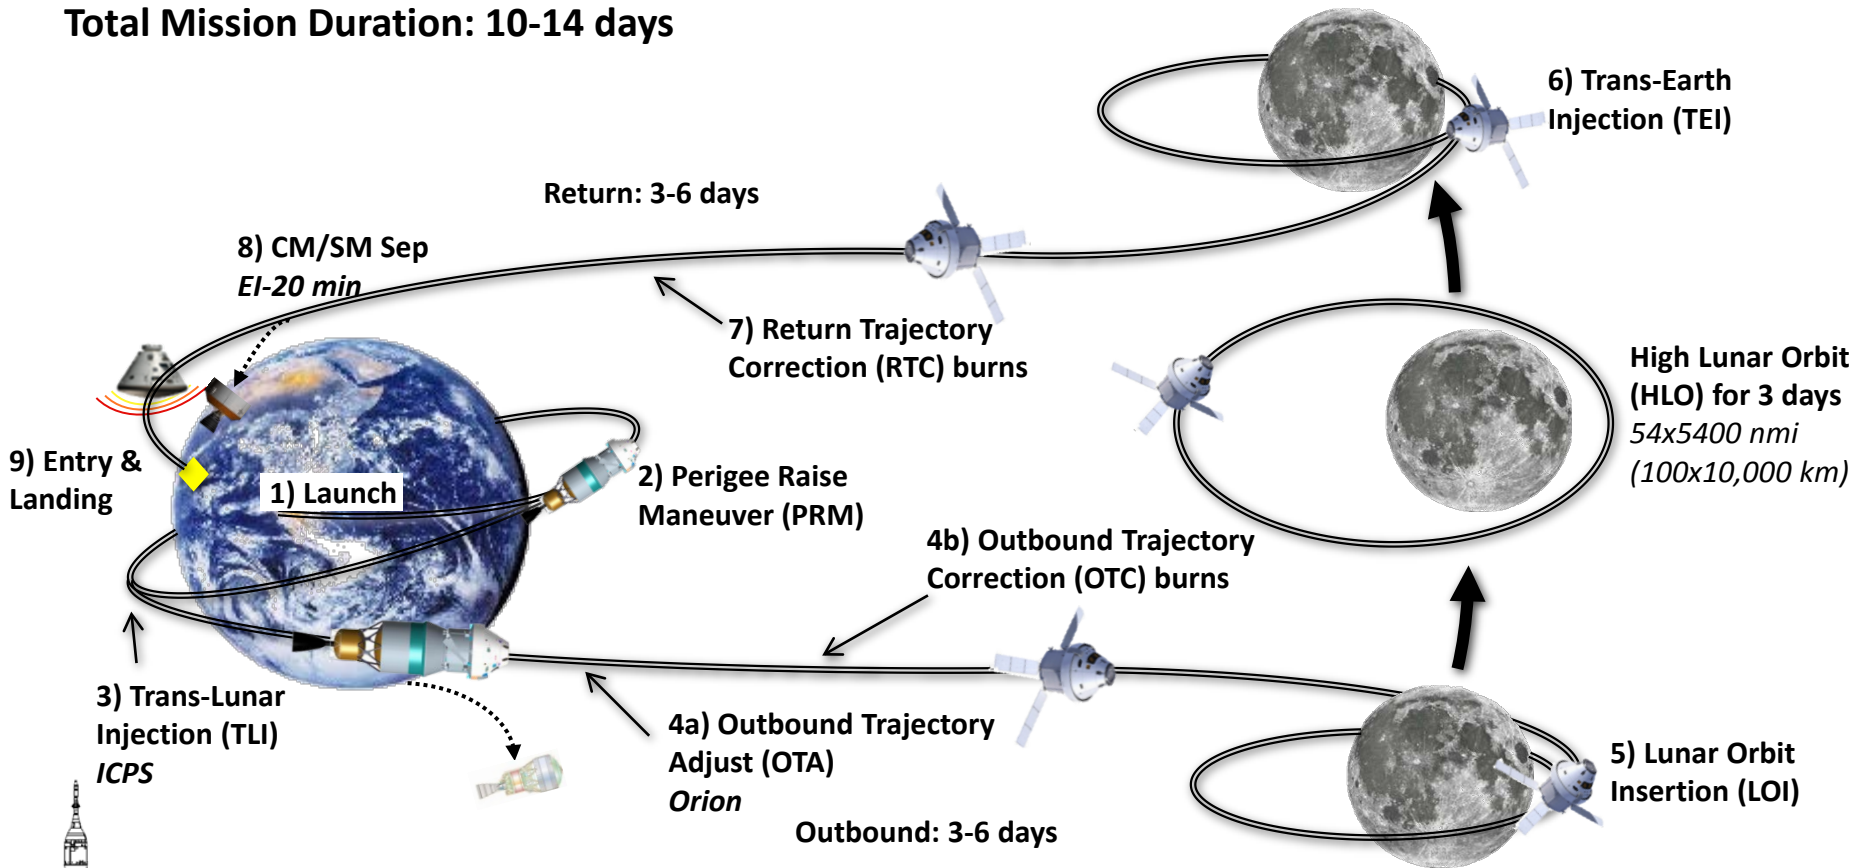 Total Mission Duration: 10-14 days
6) Trans-Earth
Injection (TEI)
Return: 3-6 days
8) CM/SM Sep
EI-20 min
7) Return Trajectory
Correction (RTC) burns
High Lunar Orbit
(HLO) for 3 days
54x5400 nmi
(100x10,000 km)
9) Entry &
Landing
1) Launch
2) Perigee Raise
Maneuver (PRM)
4b) Outbound Trajectory
Correction (OTC) burns
3) Trans-Lunar
Injection (TLI)
ICPS
4a) Outbound Trajectory
Adjust (OTA)
Orion
5) Lunar Orbit
Insertion (LOI)
Outbound: 3-6 days